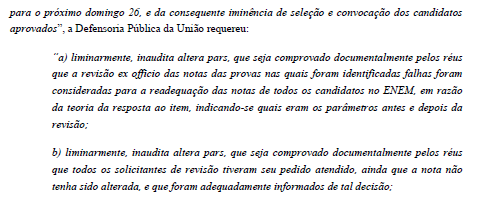 para o próximo domingo 26, e da consequente iminência de seleção e convocação dos candidatos
aprovados”, a Defensoria Pública da União requereu:
“a) liminarmente, inaudita altera pars, que seja comprovado documentalmente pelos réus
que a revisão ex officio das notas das provas nas quais foram identificadas falhas foram
consideradas para a readequação das notas de todos os candidatos no ENEM, em razão
da teoria da resposta ao item, indicando-se quais eram os parâmetros antes e depois da
revisão;
b) liminarmente, inaudita altera pars, que seja comprovado documentalmente pelos réus
que todos os solicitantes de revisão tiveram seu pedido atendido, ainda que a nota não
tenha sido alterada, e que foram adequadamente informados de tal decisão;